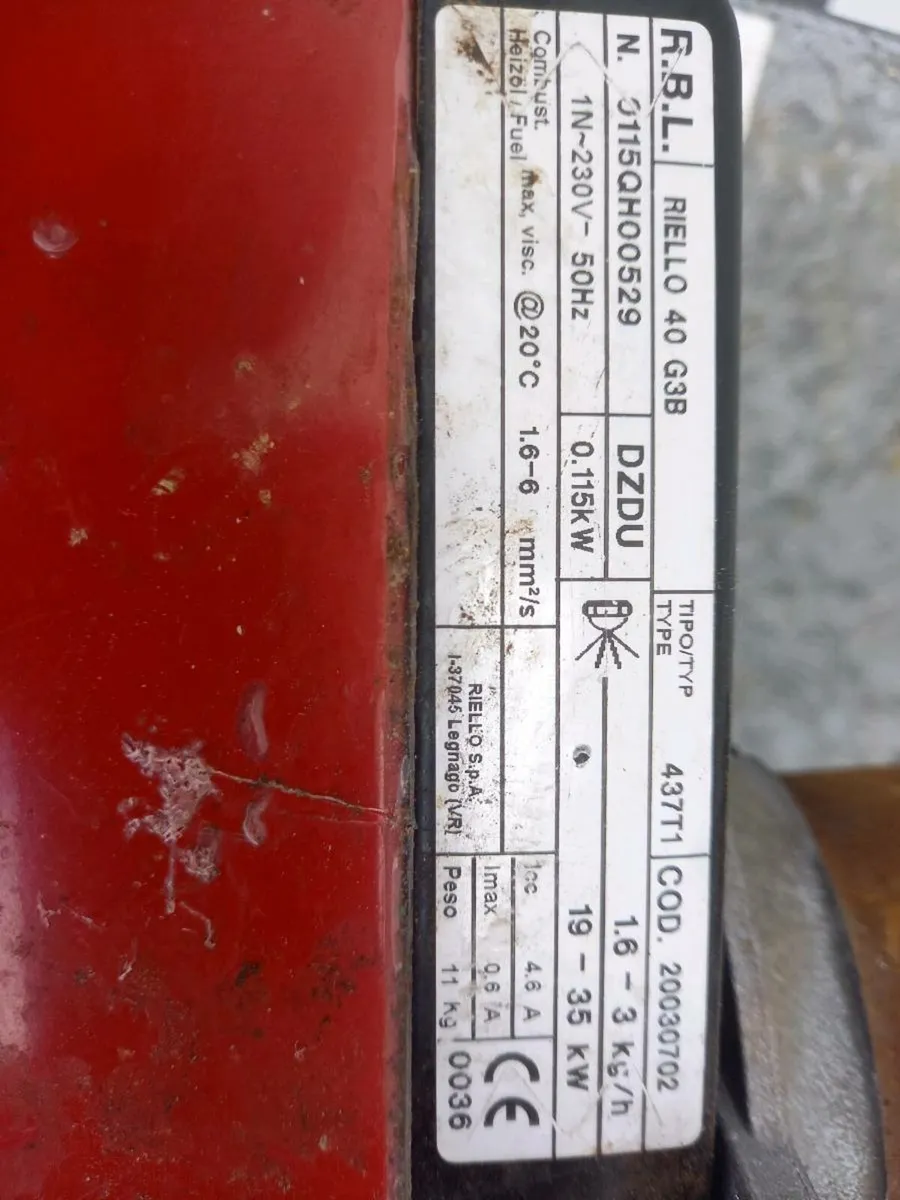 R.B.L. RIELLO 40 G3B TIPO/TYP TYPE 437T1 COD. 20030702
N. 0115QH00529 DZDU 1.6 - 3 kg/h
1N~230V- 50Hz 0.115kW 19 - 35 kW
Combust.
Heizöl / Fuel max. visc. @20°C 1.6-6 mm²/s
Icc 4.6 A
Imax 0.6 A
Peso 11 kg
RIELLO S.p.A.
I-37045 Legnago (VR)
CE 0036